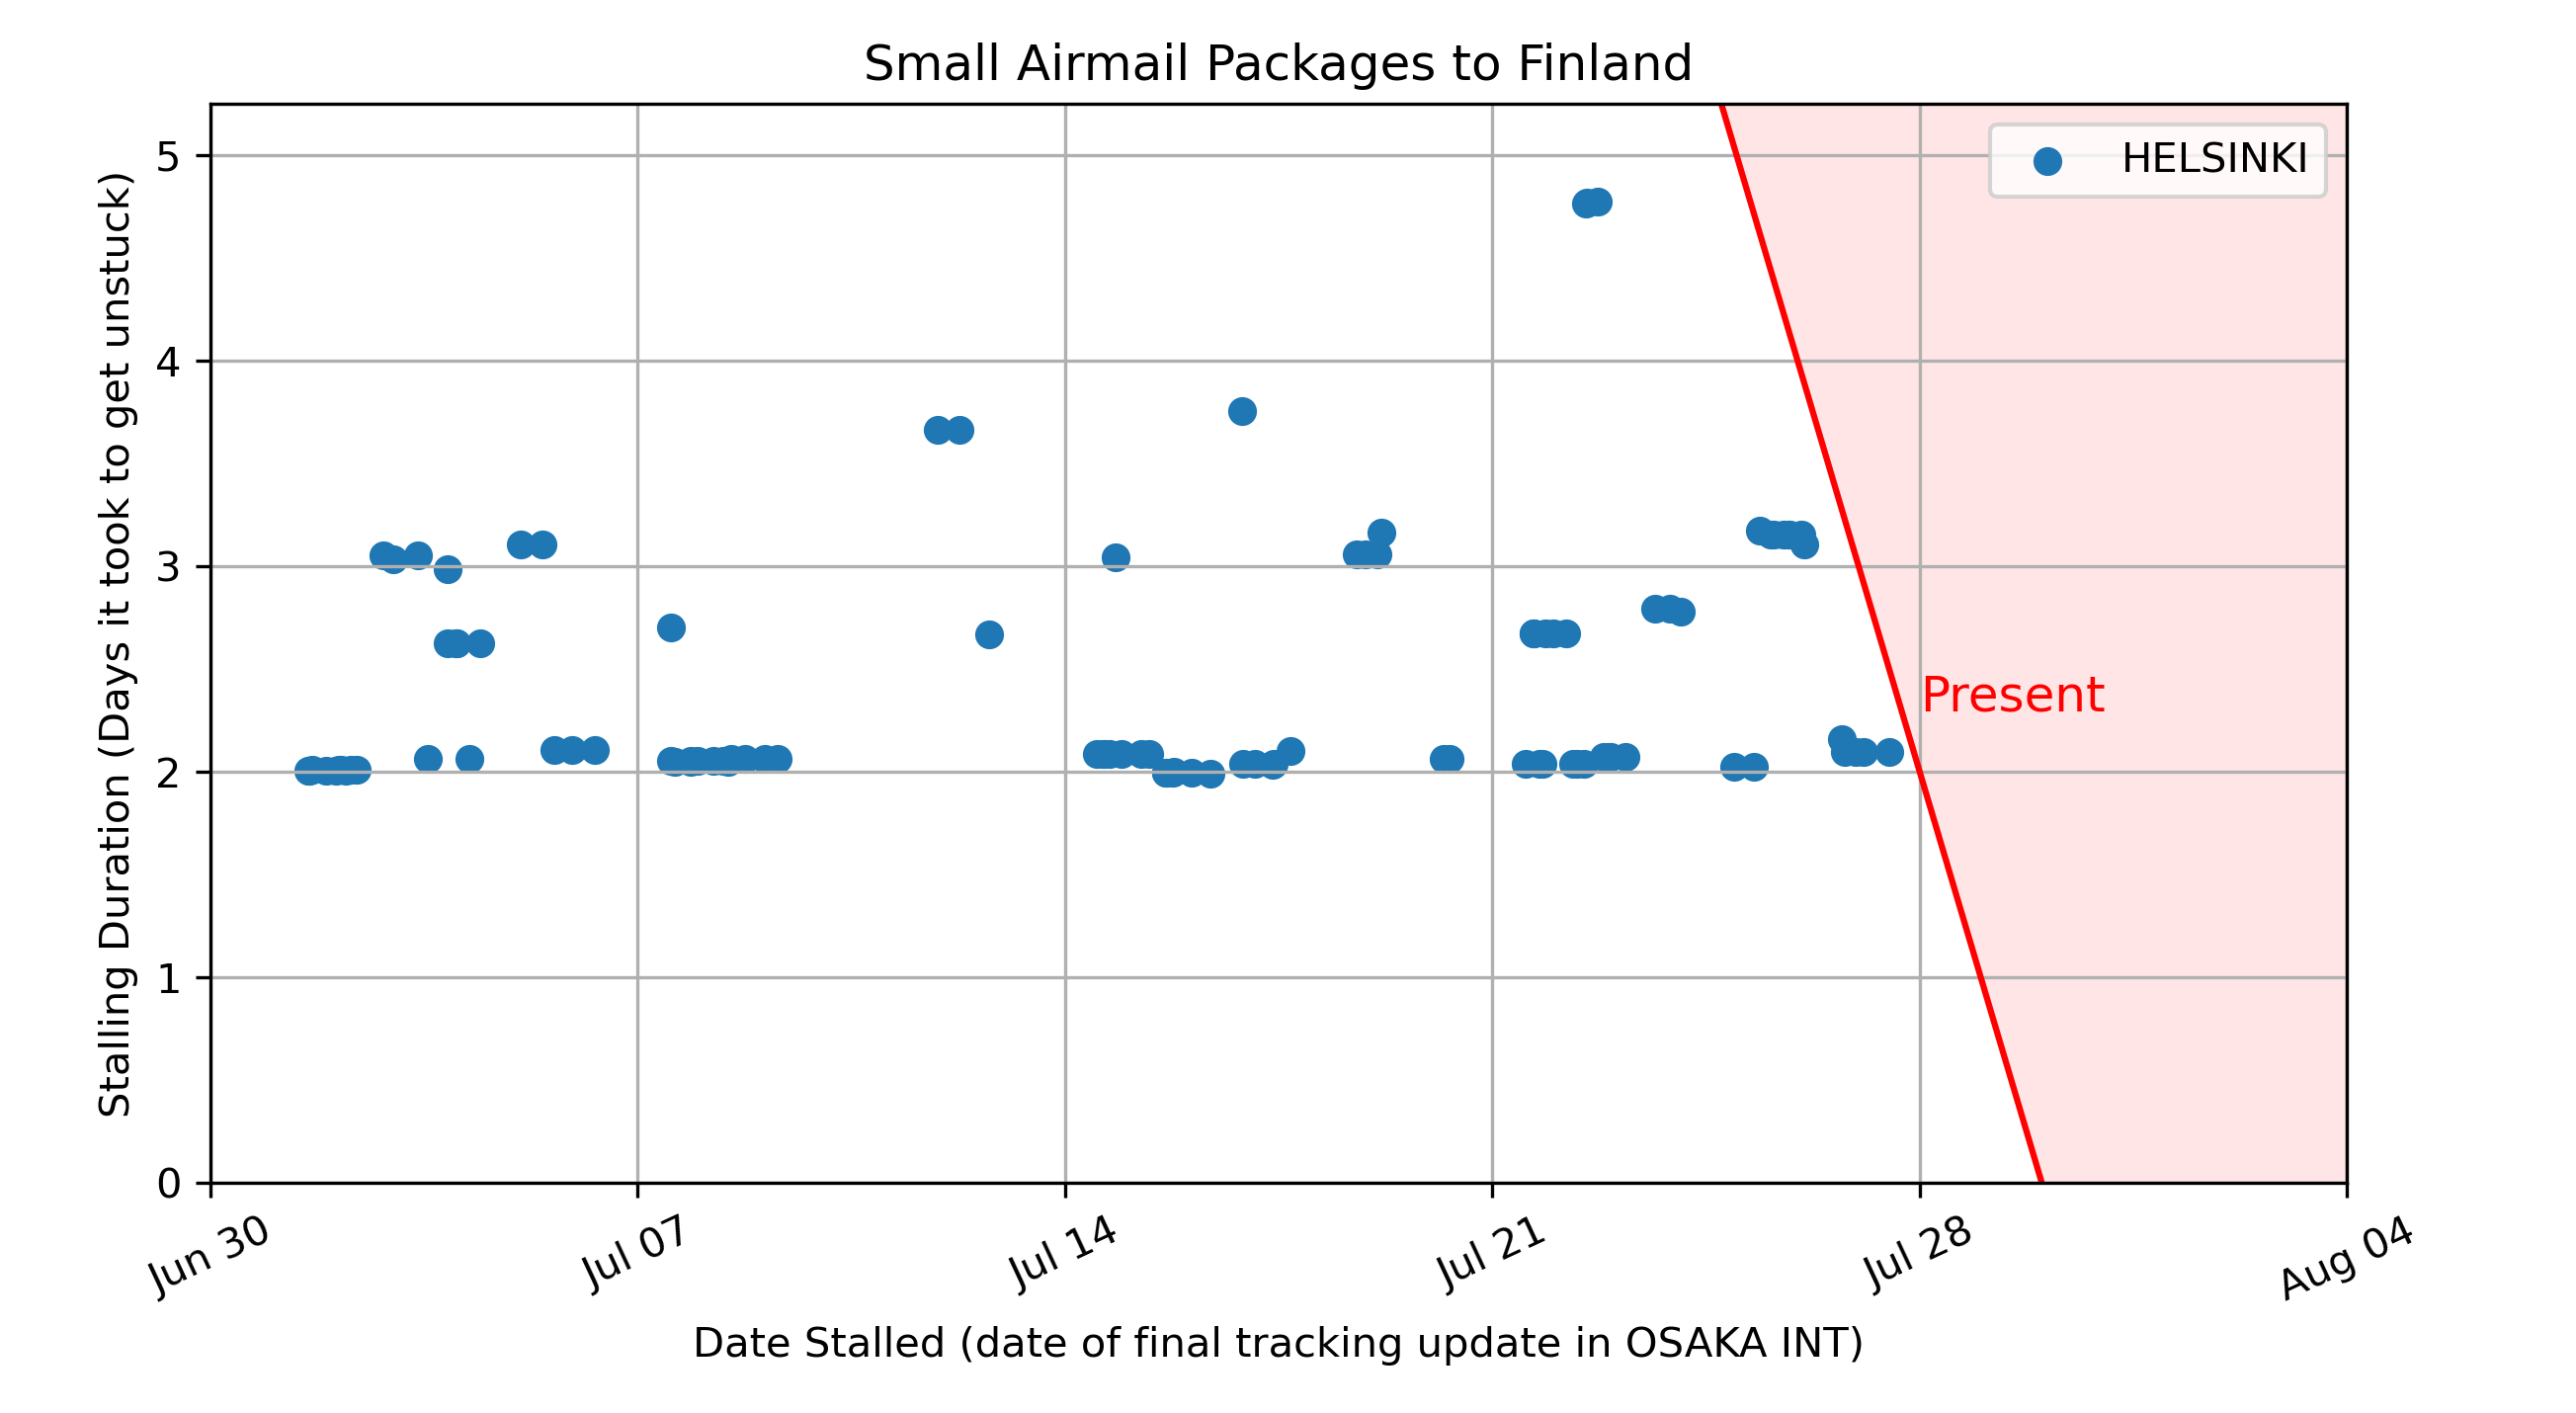 Small Airmail Packages to Finland
HELSINKI
Stalling Duration (Days it took to get unstuck)
5
4
3
2
1
0
Present
Jun 30
Jul 07
Jul 14
Jul 21
Jul 28
Aug 04
Date Stalled (date of final tracking update in OSAKA INT)